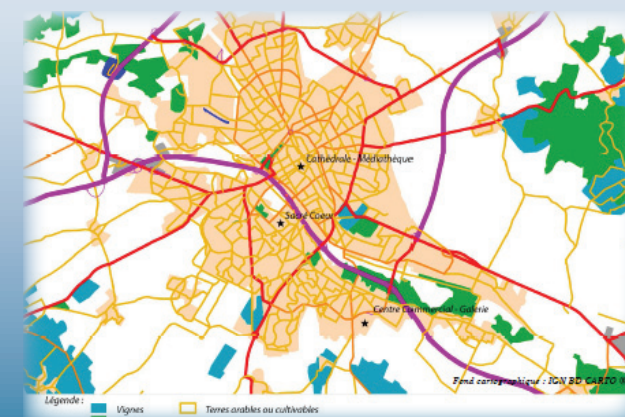 Cathédrale - Médiathèque
Sacré Coeur
Centre Commercial - Galerie
Fond cartographique : IGN BD CARTO ®
Légende :
Vignes
Terres arables ou cultivables